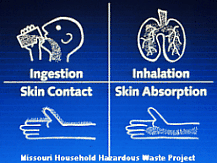 Ingestion Inhalation
Skin Contact Skin Absorption
Missouri Household Hazardous Waste Project